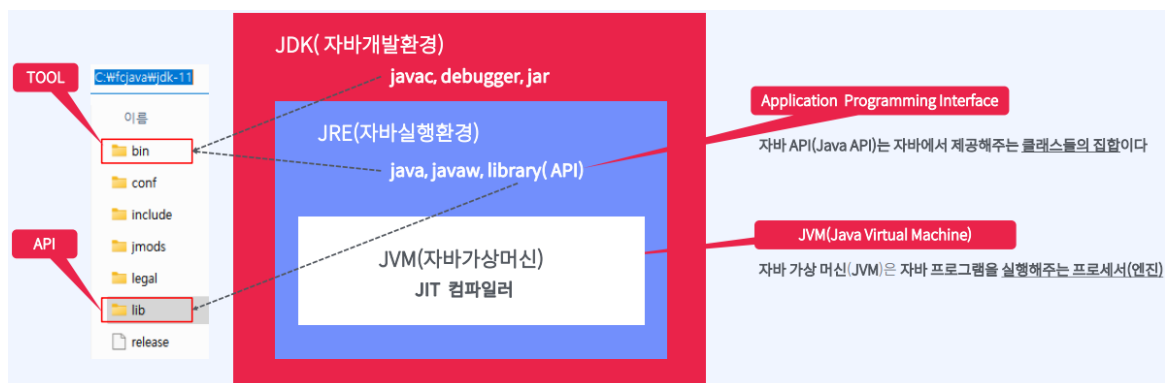 TOOL
C:₩fcjava₩jdk-11
이름
bin
conf
include
jmods
legal
lib
release
API
JDK( 자바개발환경)
javac, debugger, jar
JRE(자바실행환경)
java, javaw, library( API)
JVM(자바가상머신)
JIT 컴파일러
Application Programming Interface
자바 API(Java API)는 자바에서 제공해주는 클래스들의 집합이다
JVM(Java Virtual Machine)
자바 가상 머신(JVM)은 자바 프로그램을 실행해주는 프로세서(엔진)